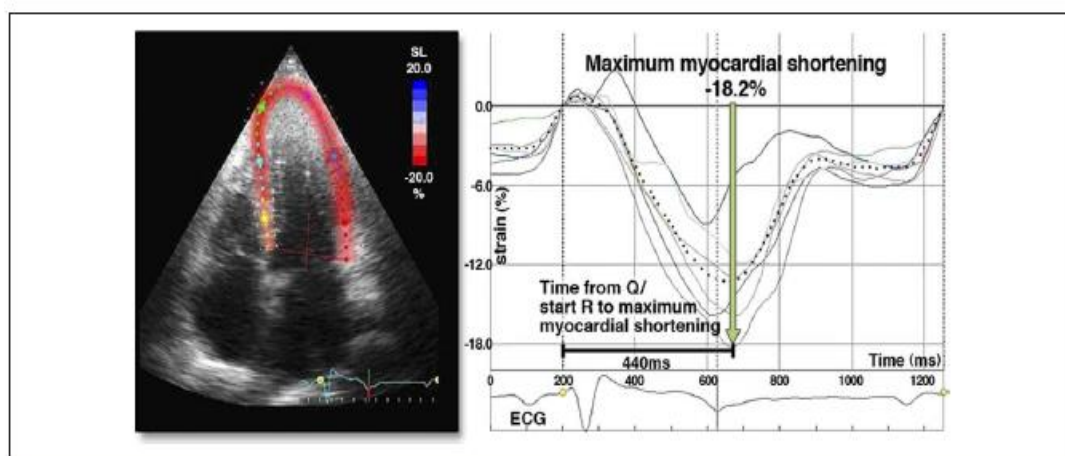 SL
20.0
-20.0
%
Maximum myocardial shortening
-18.2%
0.0
-6.0
-12.0
-18.0
strain (%)
Time from Q/
start R to maximum
myocardial shortening
440ms
Time (ms)
0
200
400
600
800
1000
1200
ECG